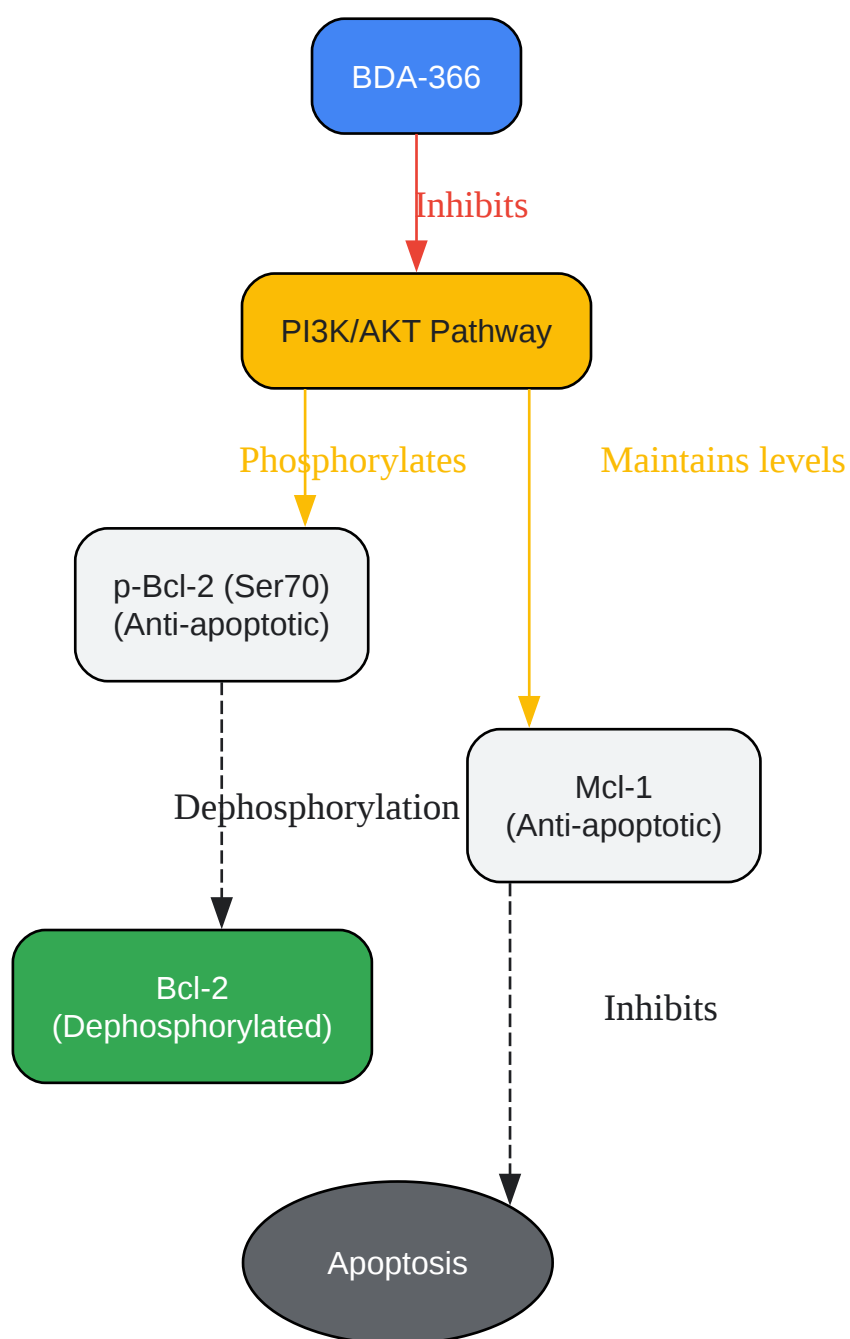 BDA-366
Inhibits
PI3K/AKT Pathway
Phosphorylates
Maintains levels
p-Bcl-2 (Ser70)
(Anti-apoptotic)
Mcl-1
(Anti-apoptotic)
Dephosphorylation
Bcl-2
(Dephosphorylated)
Inhibits
Apoptosis